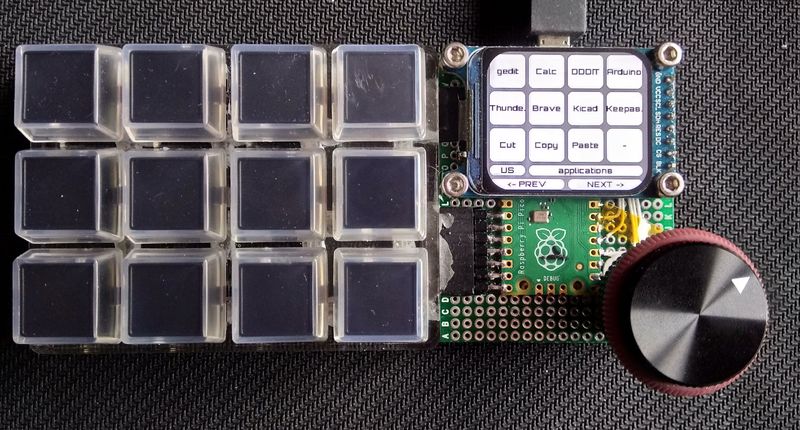 gedit Calc DDDIT Arduino
Thunde. Brave Kicad Keepas.
Cut Copy Paste -
US applications
<- PREV NEXT ->
Raspberry Pi Pico
DEBUG
A B C D